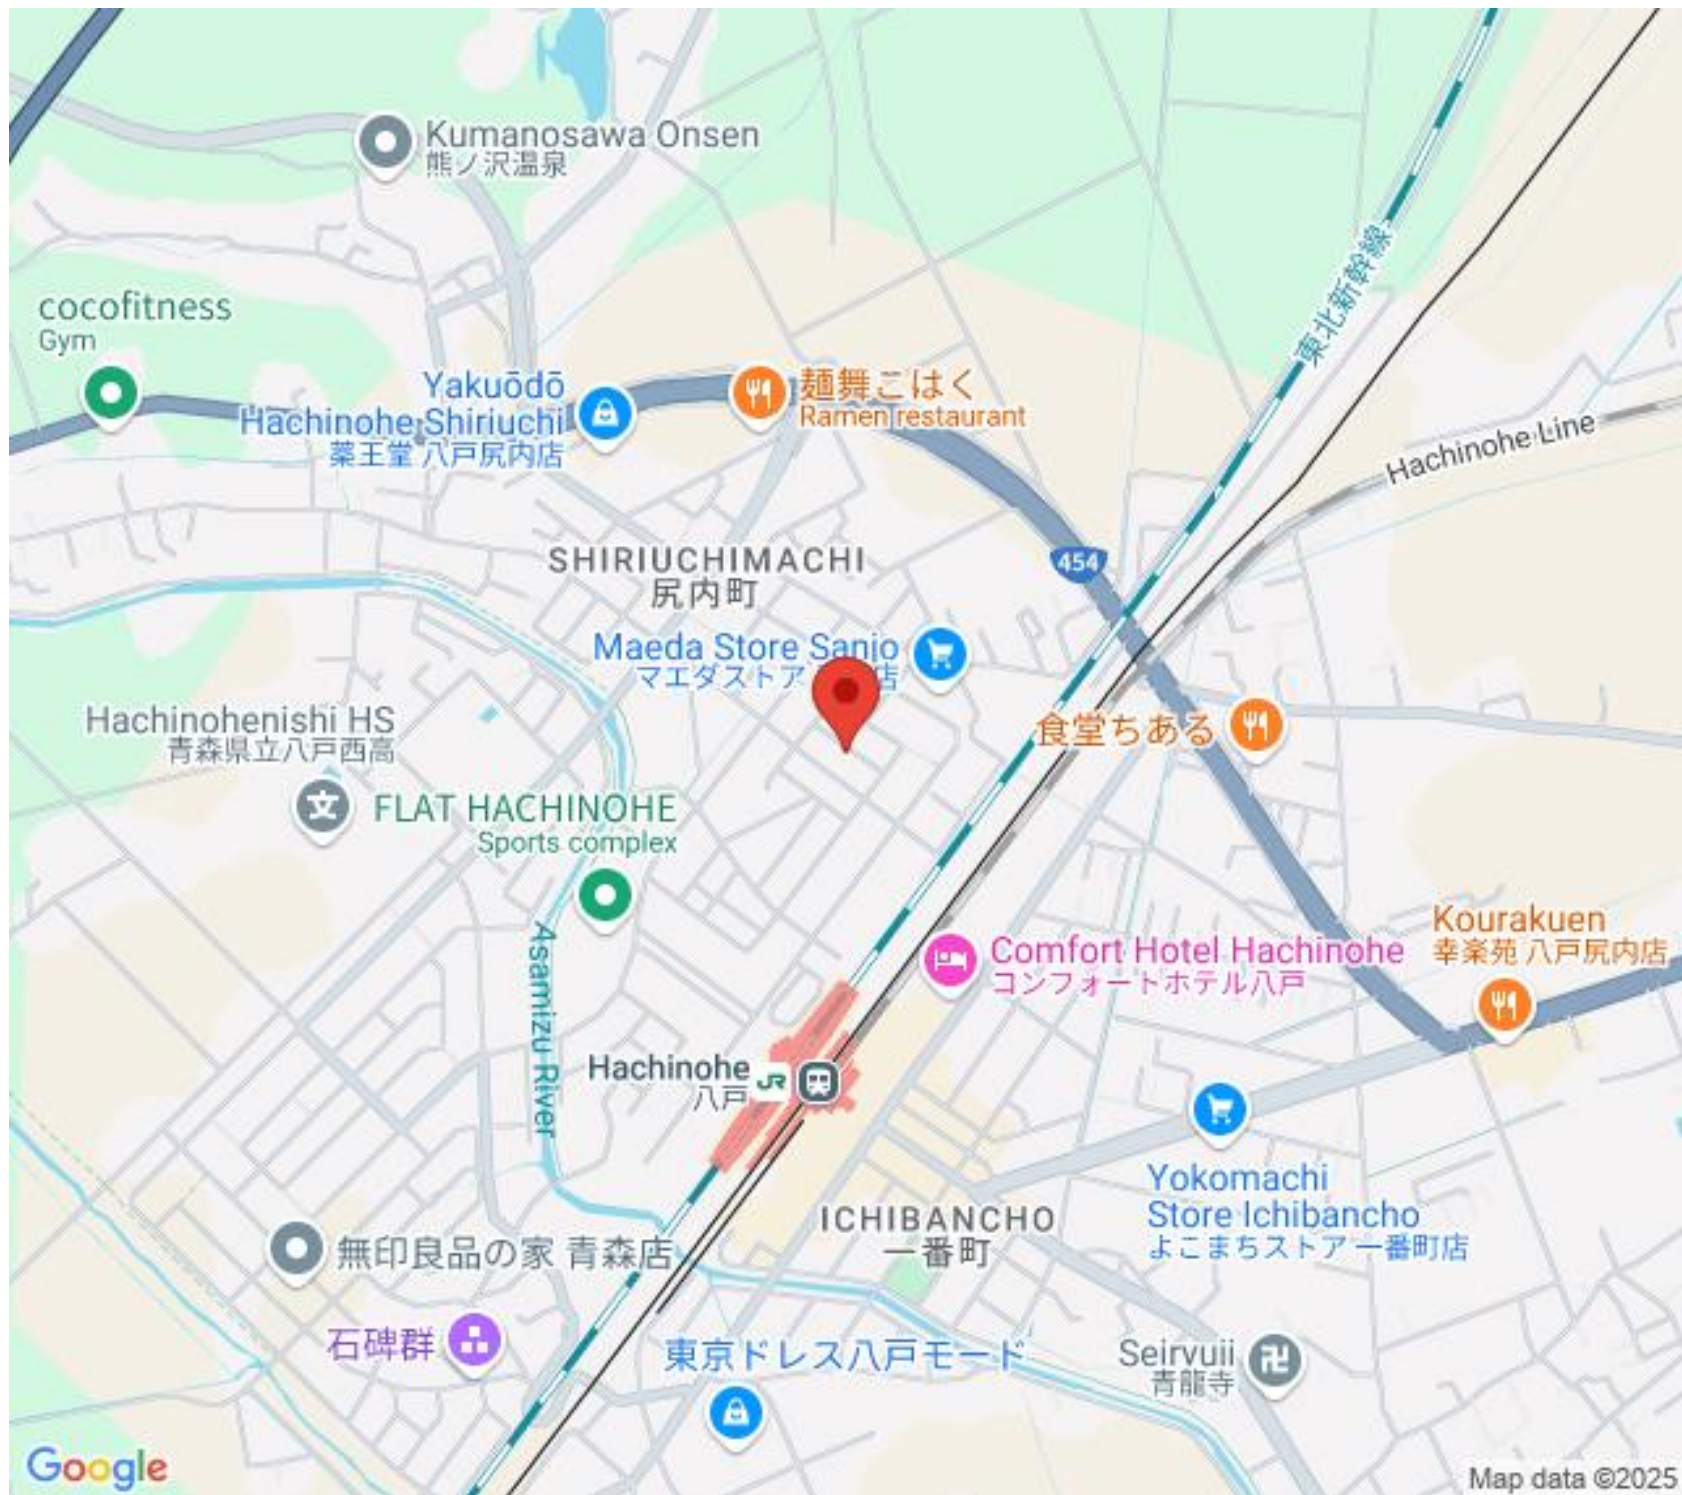 Kumanosawa Onsen
熊ノ沢温泉
東北新幹線
cocofitness
Gym
Yakuōdō
Hachinohe Shiriuchi
薬王堂 八戸尻内店
麺舞こはく
Ramen restaurant
Hachinohe Line
454
SHIRIUCHIMACHI
尻内町
Maeda Store Sanjo
マエダストア
店
Hachinohenishi HS
青森県立八戸西高
文
食堂ちある
FLAT HACHINOHE
Sports complex
Asamizu River
Kourakuen
幸楽苑 八戸尻内店
Comfort Hotel Hachinohe
コンフォートホテル八戸
Hachinohe
八戸
JR
Yokomachi
Store Ichibancho
よこまちストア 一番町店
ICHIBANCHO
一番町
無印良品の家 青森店
石碑群
東京ドレス八戸モード
Seiryuji
青龍寺
卍
Google
Map data ©2025